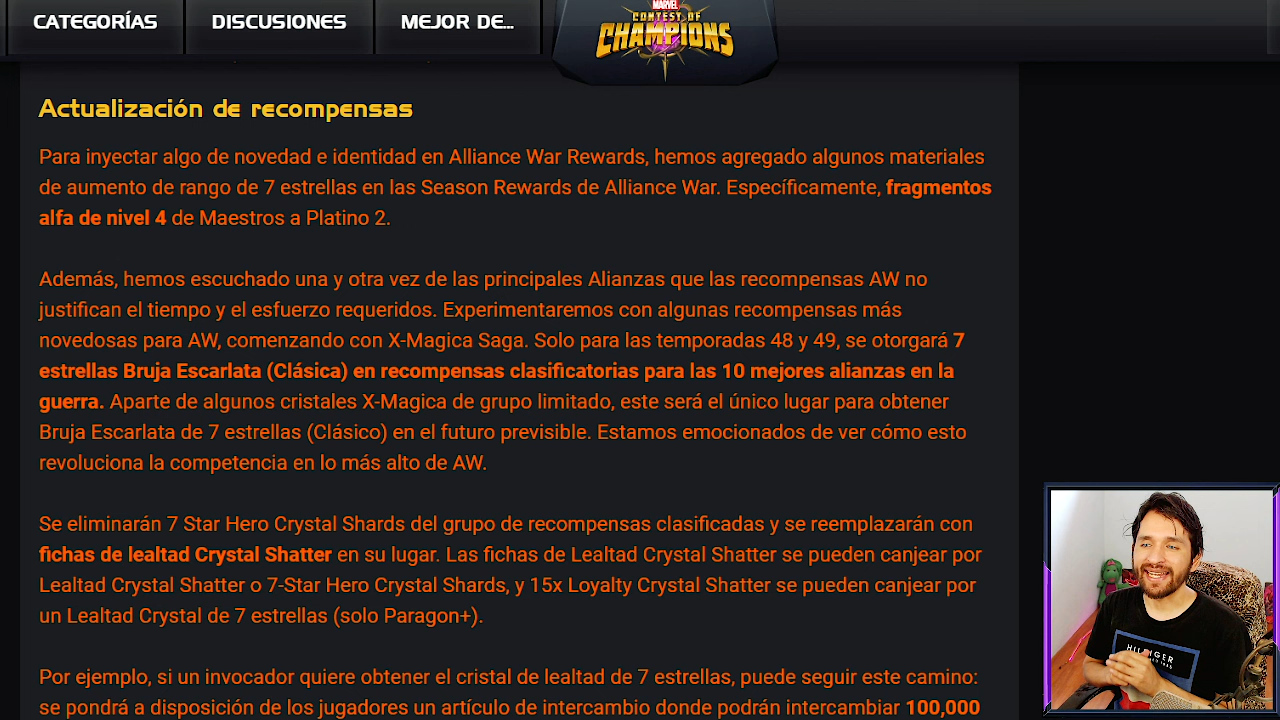 CATEGORÍAS DISCUSIONES MEJOR DE...
MARVEL
CONTEST OF
CHAMPIONS
Actualización de recompensas
Para inyectar algo de novedad e identidad en Alliance War Rewards, hemos agregado algunos materiales
de aumento de rango de 7 estrellas en las Season Rewards de Alliance War. Específicamente, fragmentos
alfa de nivel 4 de Maestros a Platino 2.
Además, hemos escuchado una y otra vez de las principales Alianzas que las recompensas AW no
justifican el tiempo y el esfuerzo requeridos. Experimentaremos con algunas recompensas más
novedosas para AW, comenzando con X-Magica Saga. Solo para las temporadas 48 y 49, se otorgará 7
estrellas Bruja Escarlata (Clásica) en recompensas clasificatorias para las 10 mejores alianzas en la
guerra. Aparte de algunos cristales X-Magica de grupo limitado, este será el único lugar para obtener
Bruja Escarlata de 7 estrellas (Clásico) en el futuro previsible. Estamos emocionados de ver cómo esto
revoluciona la competencia en lo más alto de AW.
Se eliminarán 7 Star Hero Crystal Shards del grupo de recompensas clasificadas y se reemplazarán con
fichas de lealtad Crystal Shatter en su lugar. Las fichas de Lealtad Crystal Shatter se pueden canjear por
Lealtad Crystal Shatter o 7-Star Hero Crystal Shards, y 15x Loyalty Crystal Shatter se pueden canjear por
un Lealtad Crystal de 7 estrellas (solo Paragon+).
Por ejemplo, si un invocador quiere obtener el cristal de lealtad de 7 estrellas, puede seguir este camino:
se pondrá a disposición de los jugadores un artículo de intercambio donde podrán intercambiar 100,000
HILFIGER